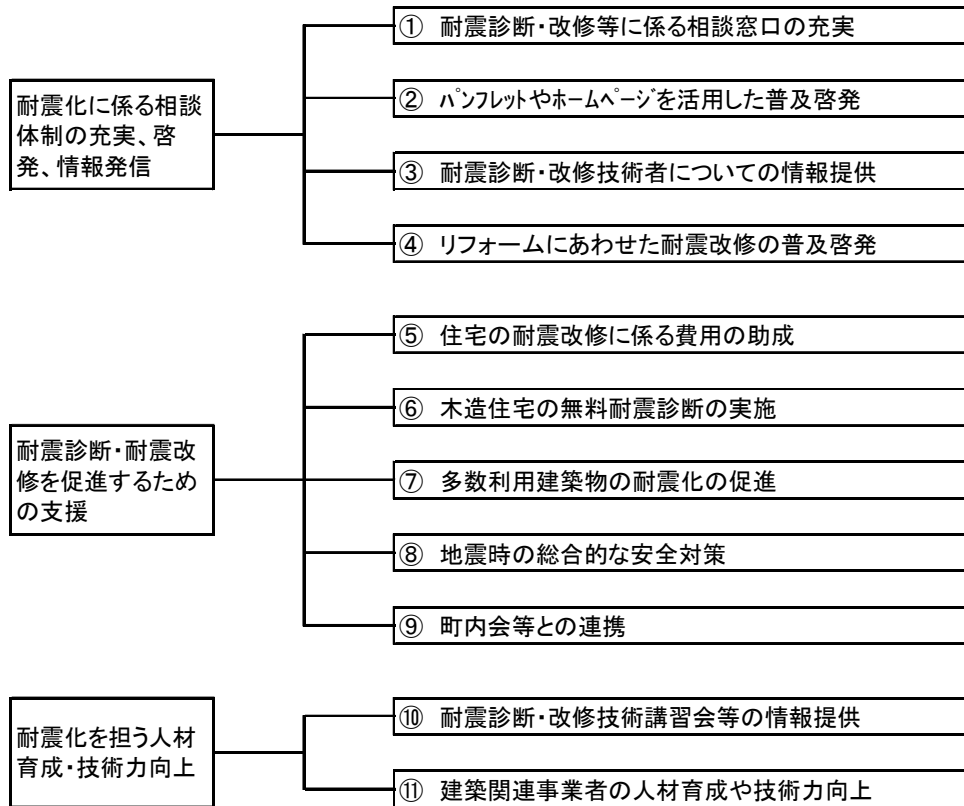 ① 耐震診断・改修等に係る相談窓口の充実
耐震化に係る相談
体制の充実、啓
発、情報発信
② ﾊﾟﾝﾌﾚｯﾄやﾎｰﾑﾍﾟｰｼﾞを活用した普及啓発
③ 耐震診断・改修技術者についての情報提供
④ リフォームにあわせた耐震改修の普及啓発
⑤ 住宅の耐震改修に係る費用の助成
⑥ 木造住宅の無料耐震診断の実施
耐震診断・耐震改
修を促進するため
の支援
⑦ 多数利用建築物の耐震化の促進
⑧ 地震時の総合的な安全対策
⑨ 町内会等との連携
耐震化を担う人材
育成・技術力向上
⑩ 耐震診断・改修技術講習会等の情報提供
⑪ 建築関連事業者の人材育成や技術力向上